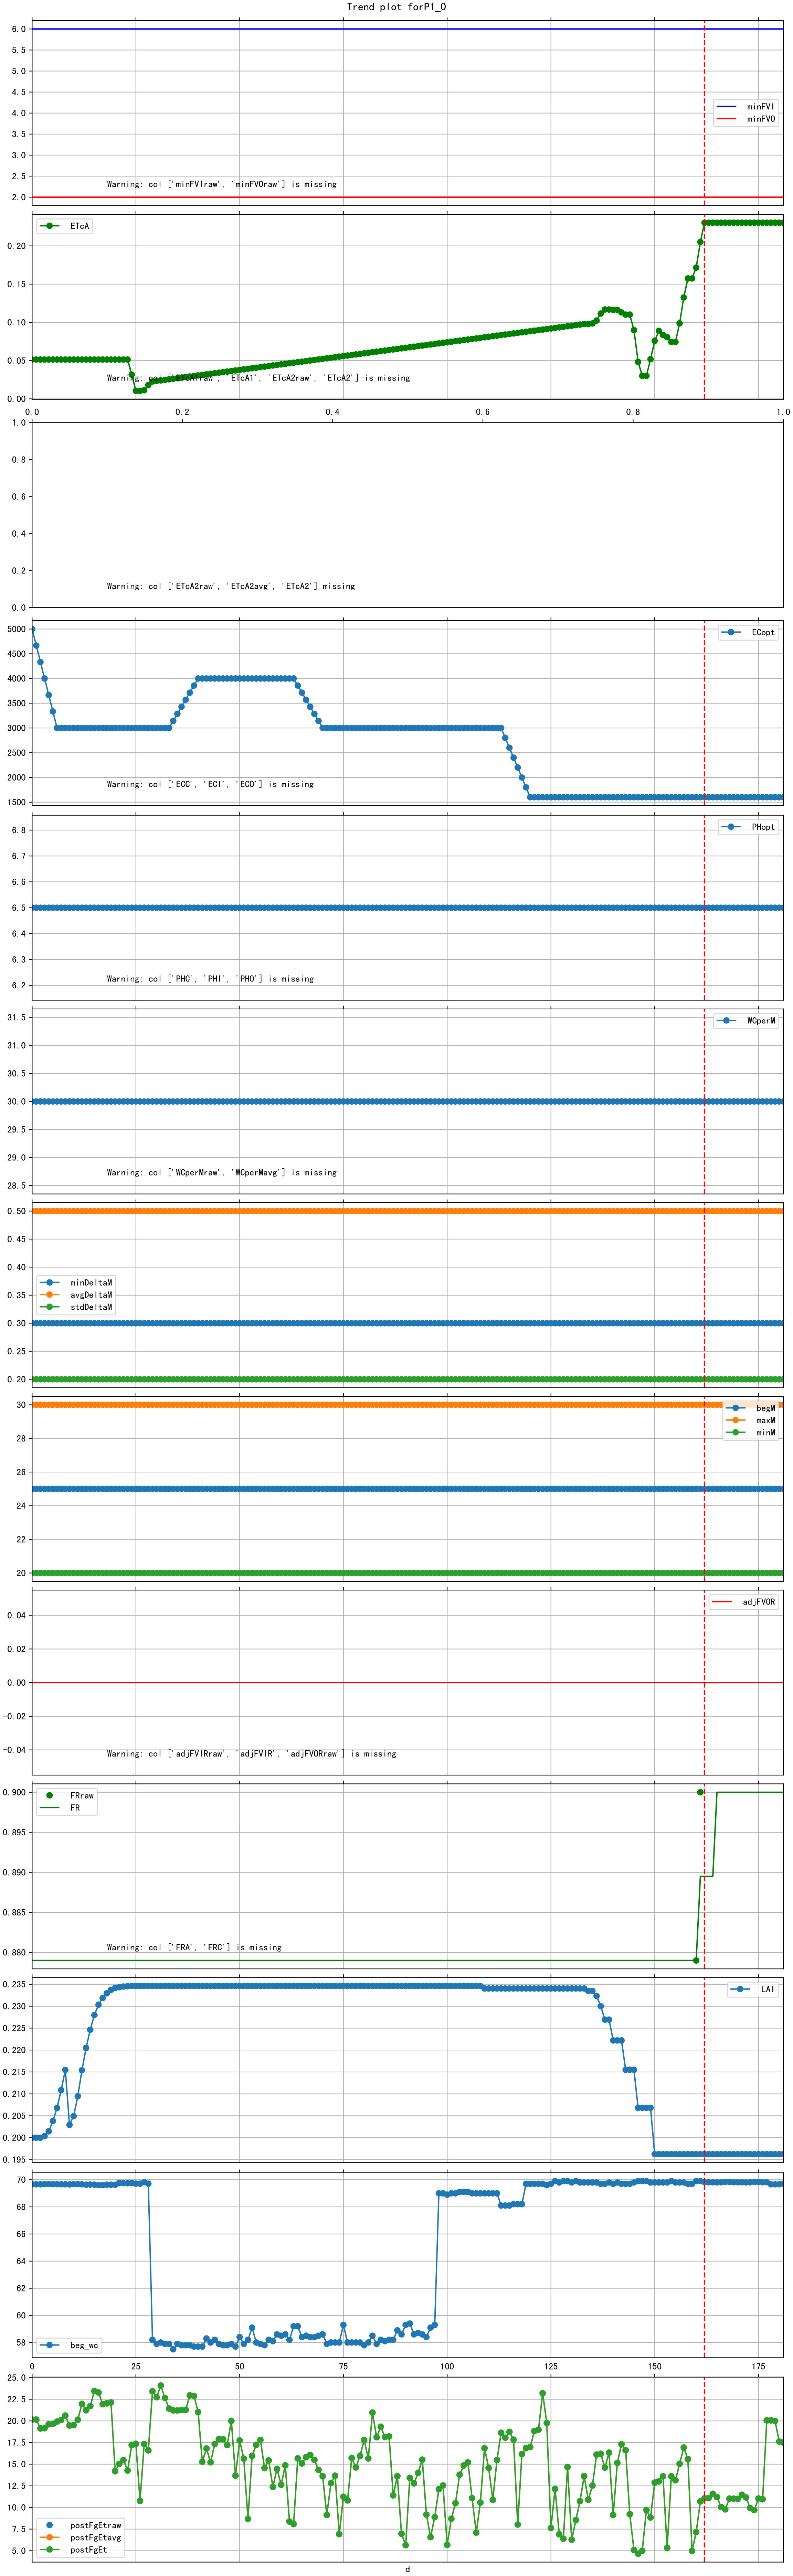 Trend plot forP1_0
6.0
5.5
5.0
4.5
4.0
3.5
3.0
2.5
2.0
minFVI
minFVO
Warning: col ['minFVIraw', 'minFVOraw'] is missing
ETcA
0.20
0.15
0.10
0.05
0.00
Warning: col ['ETcA1raw', 'ETcA1', 'ETcA2raw', 'ETcA2'] is missing
0.0 0.2 0.4 0.6 0.8 1.0
1.0
0.8
0.6
0.4
0.2
0.0
Warning: col ['ETcA2raw', 'ETcA2avg', 'ETcA2'] missing
5000
4500
4000
3500
3000
2500
2000
1500
ECopt
Warning: col ['ECC', 'ECI', 'ECO'] is missing
6.8
6.7
6.6
6.5
6.4
6.3
6.2
PHopt
Warning: col ['PHC', 'PHI', 'PHO'] is missing
31.5
31.0
30.5
30.0
29.5
29.0
28.5
WCperM
Warning: col ['WCperMraw', 'WCperMavg'] is missing
0.50
0.45
0.40
0.35
0.30
0.25
0.20
minDeltaM
avgDeltaM
stdDeltaM
30
28
26
24
22
20
begM
maxM
minM
0.04
0.02
0.00
−0.02
−0.04
adjFVOR
Warning: col ['adjFVIRraw', 'adjFVIR', 'adjFVORraw'] is missing
0.900
0.895
0.890
0.885
0.880
FRraw
FR
Warning: col ['FRA', 'FRC'] is missing
0.235
0.230
0.225
0.220
0.215
0.210
0.205
0.200
0.195
LAI
70
68
66
64
62
60
58
beg_wc
0 25 50 75 100 125 150 175
25.0
22.5
20.0
17.5
15.0
12.5
10.0
7.5
5.0
postFgEtraw
postFgEtavg
postFgEt
d